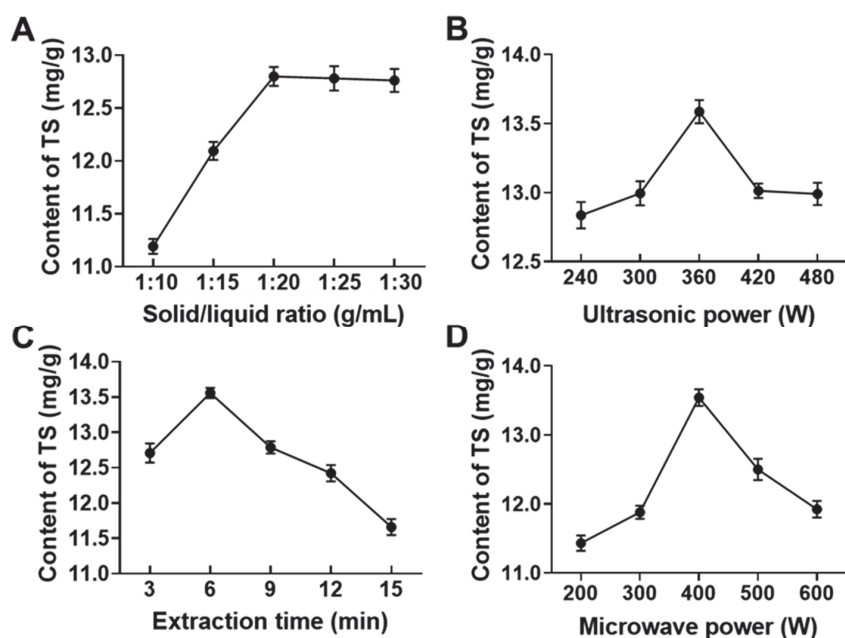 A
Content of TS (mg/g)
13.0
12.5
12.0
11.5
11.0
1:10 1:15 1:20 1:25 1:30
Solid/liquid ratio (g/mL)
B
Content of TS (mg/g)
14.0
13.5
13.0
12.5
240 300 360 420 480
Ultrasonic power (W)
C
Content of TS (mg/g)
14.0
13.5
13.0
12.5
12.0
11.5
11.0
3 6 9 12 15
Extraction time (min)
D
Content of TS (mg/g)
14.0
13.0
12.0
11.0
200 300 400 500 600
Microwave power (W)